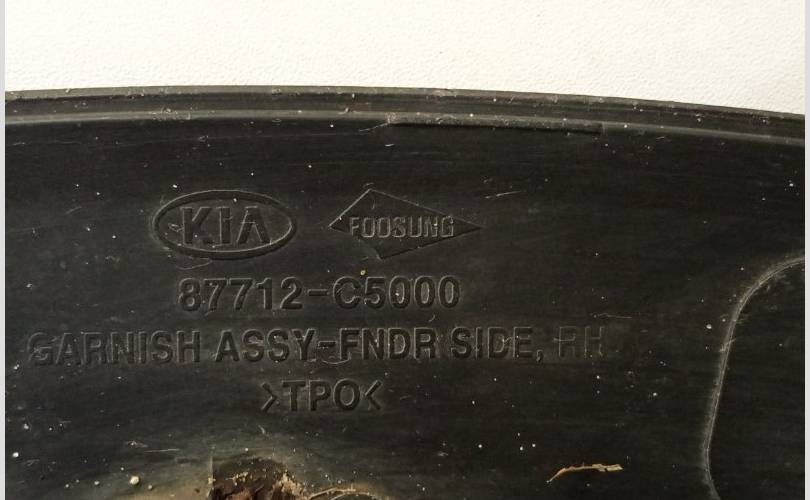 KIA FOOSUNG
87712-C5000
GARNISH ASSY-FNDR SIDE, RH
>TPO<